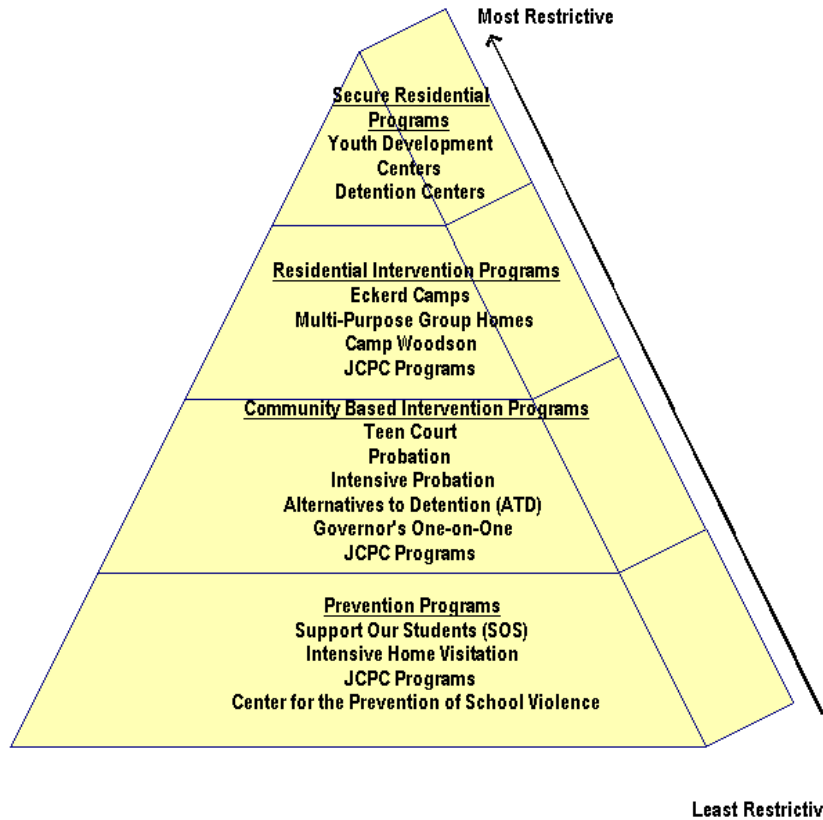 Most Restrictive
Secure Residential
Programs
Youth Development
Centers
Detention Centers
Residential Intervention Programs
Eckerd Camps
Multi-Purpose Group Homes
Camp Woodson
JCPC Programs
Community Based Intervention Programs
Teen Court
Probation
Intensive Probation
Alternatives to Detention (ATD)
Governor's One-on-One
JCPC Programs
Prevention Programs
Support Our Students (SOS)
Intensive Home Visitation
JCPC Programs
Center for the Prevention of School Violence
Least Restrictiv